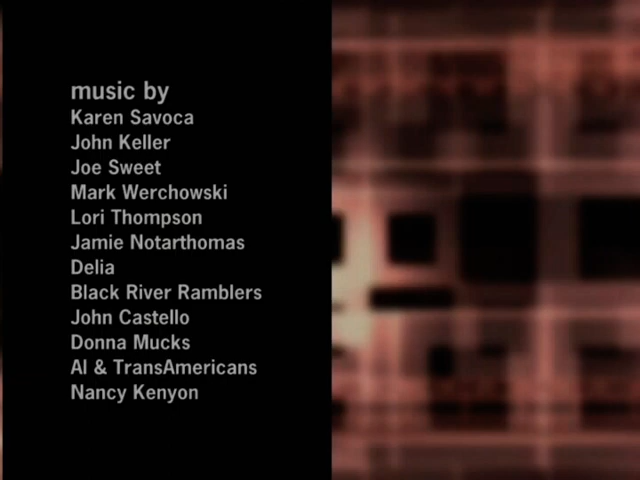 music by
Karen Savoca
John Keller
Joe Sweet
Mark Werchowski
Lori Thompson
Jamie Notarthomas
Delia
Black River Ramblers
John Castello
Donna Mucks
Al & TransAmericans
Nancy Kenyon